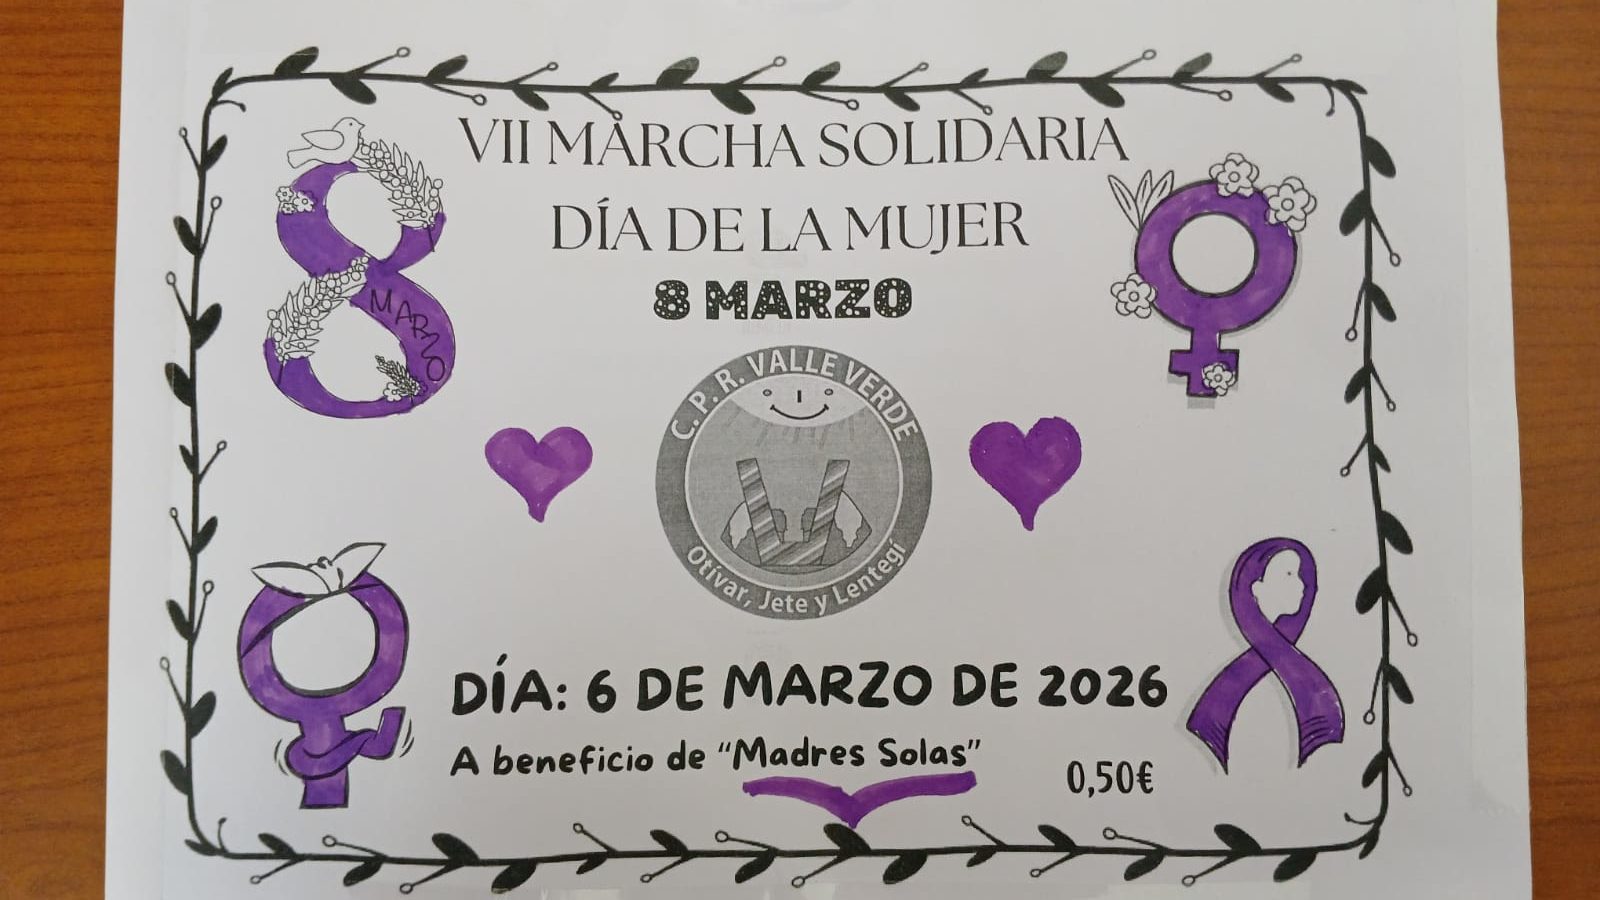 VII MARCHA SOLIDARIA
DÍA DE LA MUJER
8 MARZO
8
MARZO
C. P. R. VALLE VERDE
Otívar, Jete y Lentegí
DÍA: 6 DE MARZO DE 2026
A beneficio de “Madres Solas”
0,50€